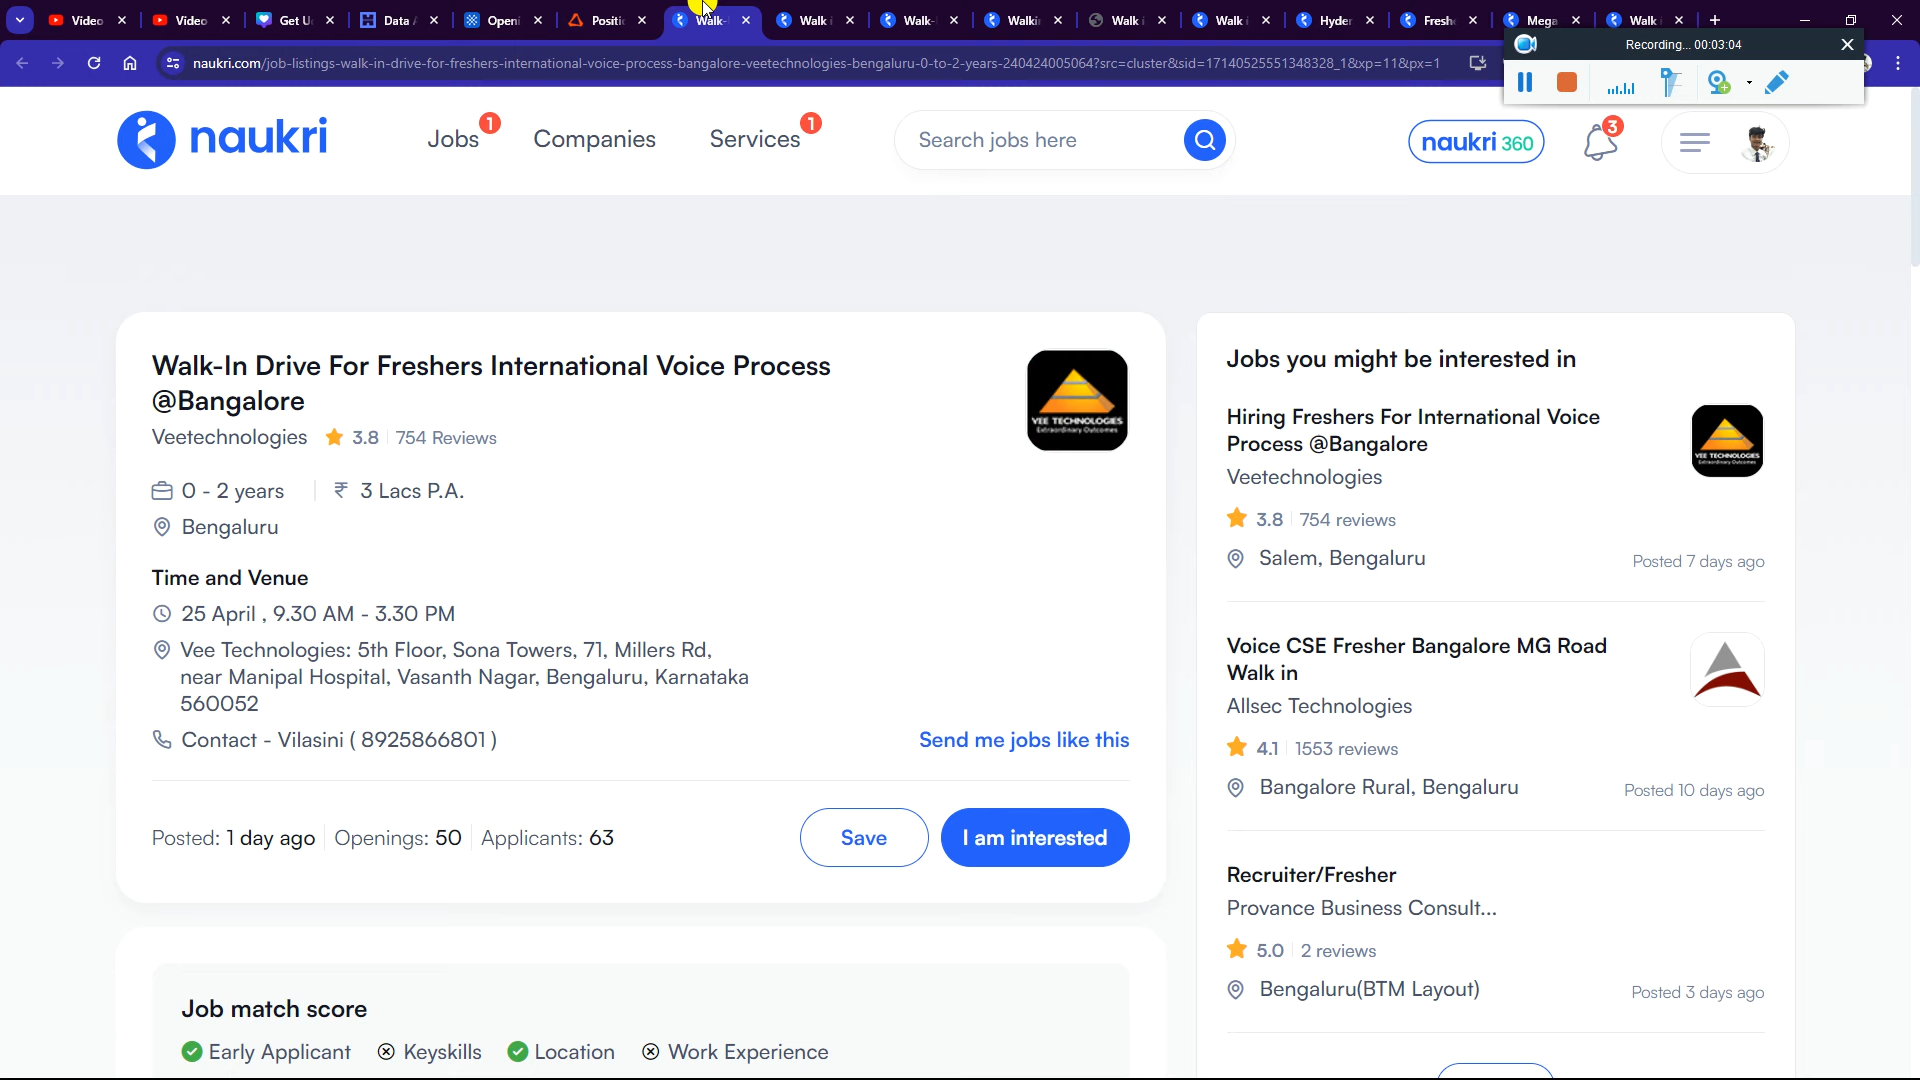 Video
Video
Get U
Data
Openi
Positi
Walk-
Walk i
Walk-
Walki
Walk i
Walk i
Hyder
Fresh
Mega
Walk i
naukri.com/job-listings-walk-in-drive-for-freshers-international-voice-process-bangalore-veetechnologies-bengaluru-0-to-2-years-240424005064?src=cluster&sid=17140525551348328_1&xp=11&px=1
Recording... 00:03:04
naukri
Jobs 1
Companies
Services 1
Search jobs here
naukri 360
3
Walk-In Drive For Freshers International Voice Process
@Bangalore
Veetechnologies 3.8 754 Reviews
VEE TECHNOLOGIES
Extraordinary Outcomes
0 - 2 years ₹ 3 Lacs P.A.
Bengaluru
Time and Venue
25 April , 9.30 AM - 3.30 PM
Vee Technologies: 5th Floor, Sona Towers, 71, Millers Rd,
near Manipal Hospital, Vasanth Nagar, Bengaluru, Karnataka
560052
Contact - Vilasini ( 8925866801 )
Send me jobs like this
Posted: 1 day ago Openings: 50 Applicants: 63
Save
I am interested
Job match score
Early Applicant Keyskills Location Work Experience
Jobs you might be interested in
Hiring Freshers For International Voice
Process @Bangalore
Veetechnologies
VEE TECHNOLOGIES
Extraordinary Outcomes
3.8 754 reviews
Salem, Bengaluru
Posted 7 days ago
Voice CSE Fresher Bangalore MG Road
Walk in
Allsec Technologies
4.1 1553 reviews
Bangalore Rural, Bengaluru
Posted 10 days ago
Recruiter/Fresher
Provance Business Consult...
5.0 2 reviews
Bengaluru(BTM Layout)
Posted 3 days ago